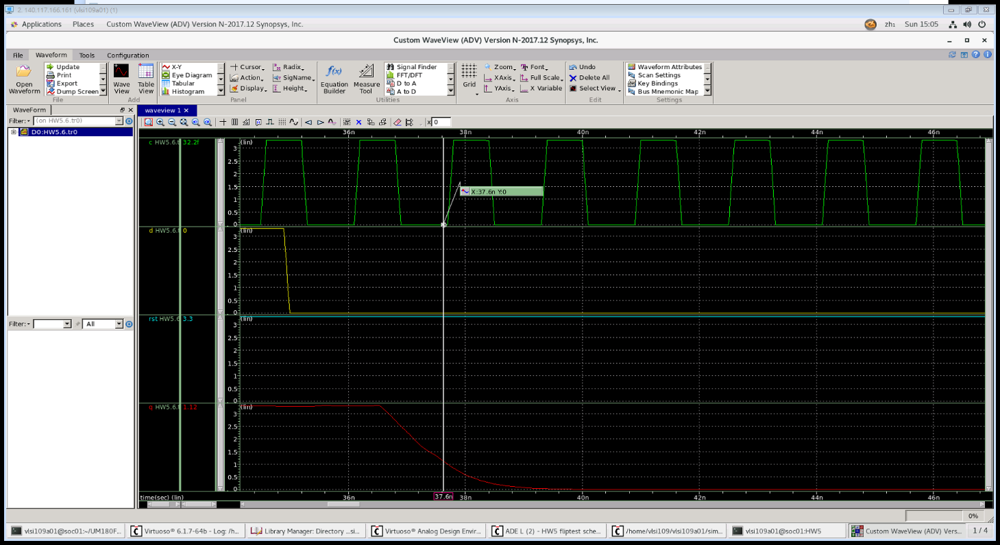 2. 140.117.166.161 (vlsi109a01) (1)
Applications Places Custom WaveView (ADV) Version N-2017.12 Synopsys, Inc. zh₁ Sun 15:05
Custom WaveView (ADV) Version N-2017.12 Synopsys, Inc.
File Waveform Tools Configuration
Open Waveform
Update
Print
Export
Dump Screen
File
Wave View
Table View
Add
X-Y
Eye Diagram
Tabular
Histogram
Cursor
Action
Display
Radix
SigName
Height
Panel
f(x)
Equation Builder
Measure Tool
Signal Finder
FFT/DFT
D to A
A to D
Utilities
Grid
Zoom
XAxis
YAxis
Font
Full Scale
X Variable
Axis
Undo
Delete All
Select View
Edit
Waveform Attributes
Scan Settings
Key Bindings
Bus Mnemonic Map
Settings
WaveForm
Filter: (on HW5.6.tr0)
D0:HW5.6.tr0
Filter: All
waveview 1
x 0
36n 38n 40n 42n 44n 46n
c HW5.6.t 32.2f (lin)
3
2.5
2
1.5
1
0.5
0
X:37.6n Y:0
d HW5.6.t 0 (lin)
3
2.5
2
1.5
1
0.5
0
rst HW5.6 3.3 (lin)
3
2.5
2
1.5
1
0.5
0
q HW5.6.t 1.12 (lin)
3
2.5
2
1.5
1
0.5
0
time(sec) (lin) 36n 37.6n 38n 40n 42n 44n 46n
0%
vlsi109a01@soc01:~/UM180F...
Virtuoso® 6.1.7-64b - Log: /h...
Library Manager: Directory ...si...
Virtuoso® Analog Design Envir...
ADE L (2) - HW5 fliptest sche...
/home/vlsi109/vlsi109a01/sim...
vlsi109a01@soc01:HW5
Custom WaveView (ADV) Vers...
1 / 4